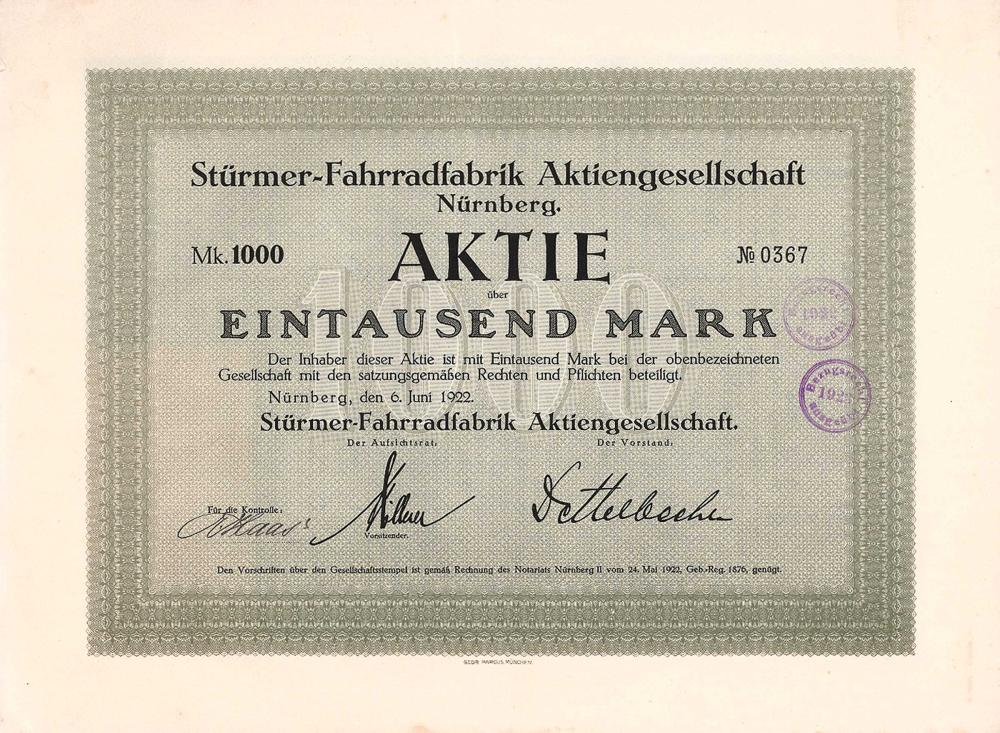 Stürmer-Fahrradfabrik Aktiengesellschaft
Nürnberg.
Mk. 1000
AKTIE
№ 0367
über
1000
EINTAUSEND MARK
Der Inhaber dieser Aktie ist mit Eintausend Mark bei der obenbezeichneten
Gesellschaft mit den satzungsgemäßen Rechten und Pflichten beteiligt.
Nürnberg, den 6. Juni 1922.
Stürmer-Fahrradfabrik Aktiengesellschaft.
Der Aufsichtsrat:
Der Vorstand:
Für die Kontrolle:
Vorsitzender.
Den Vorschriften über den Gesellschaftsstempel ist gemäß Rechnung des Notariats Nürnberg II vom 24. Mai 1922, Geb.-Reg. 1876, genügt.
GEBR. PARCUS, MÜNCHEN.